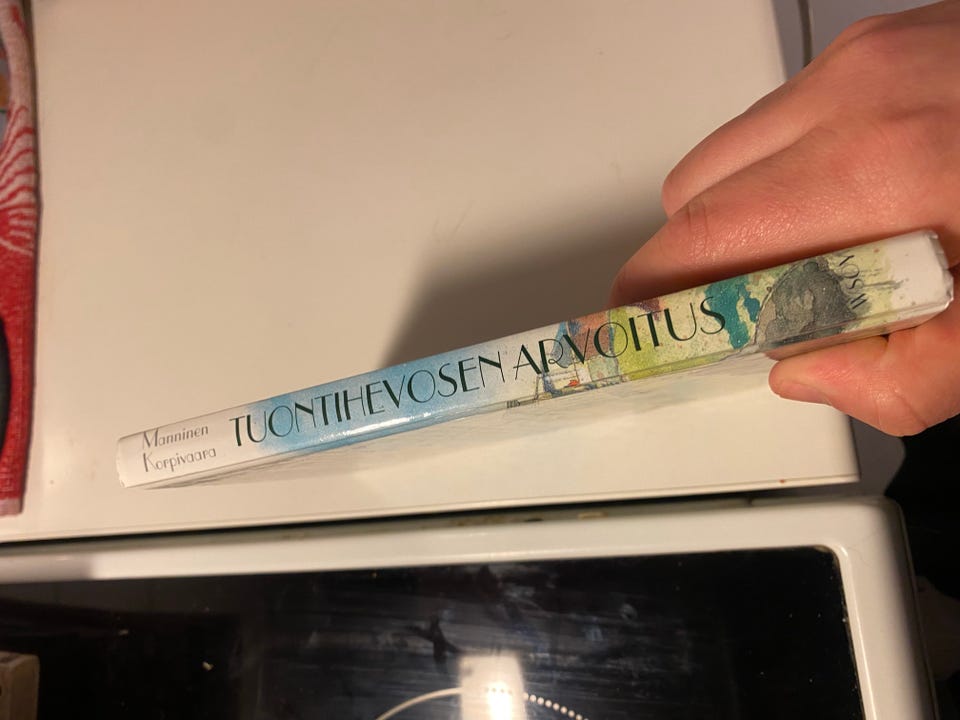 Manninen
Korpivaara
TUONTIHEVOSEN ARVOITUS
WSOY